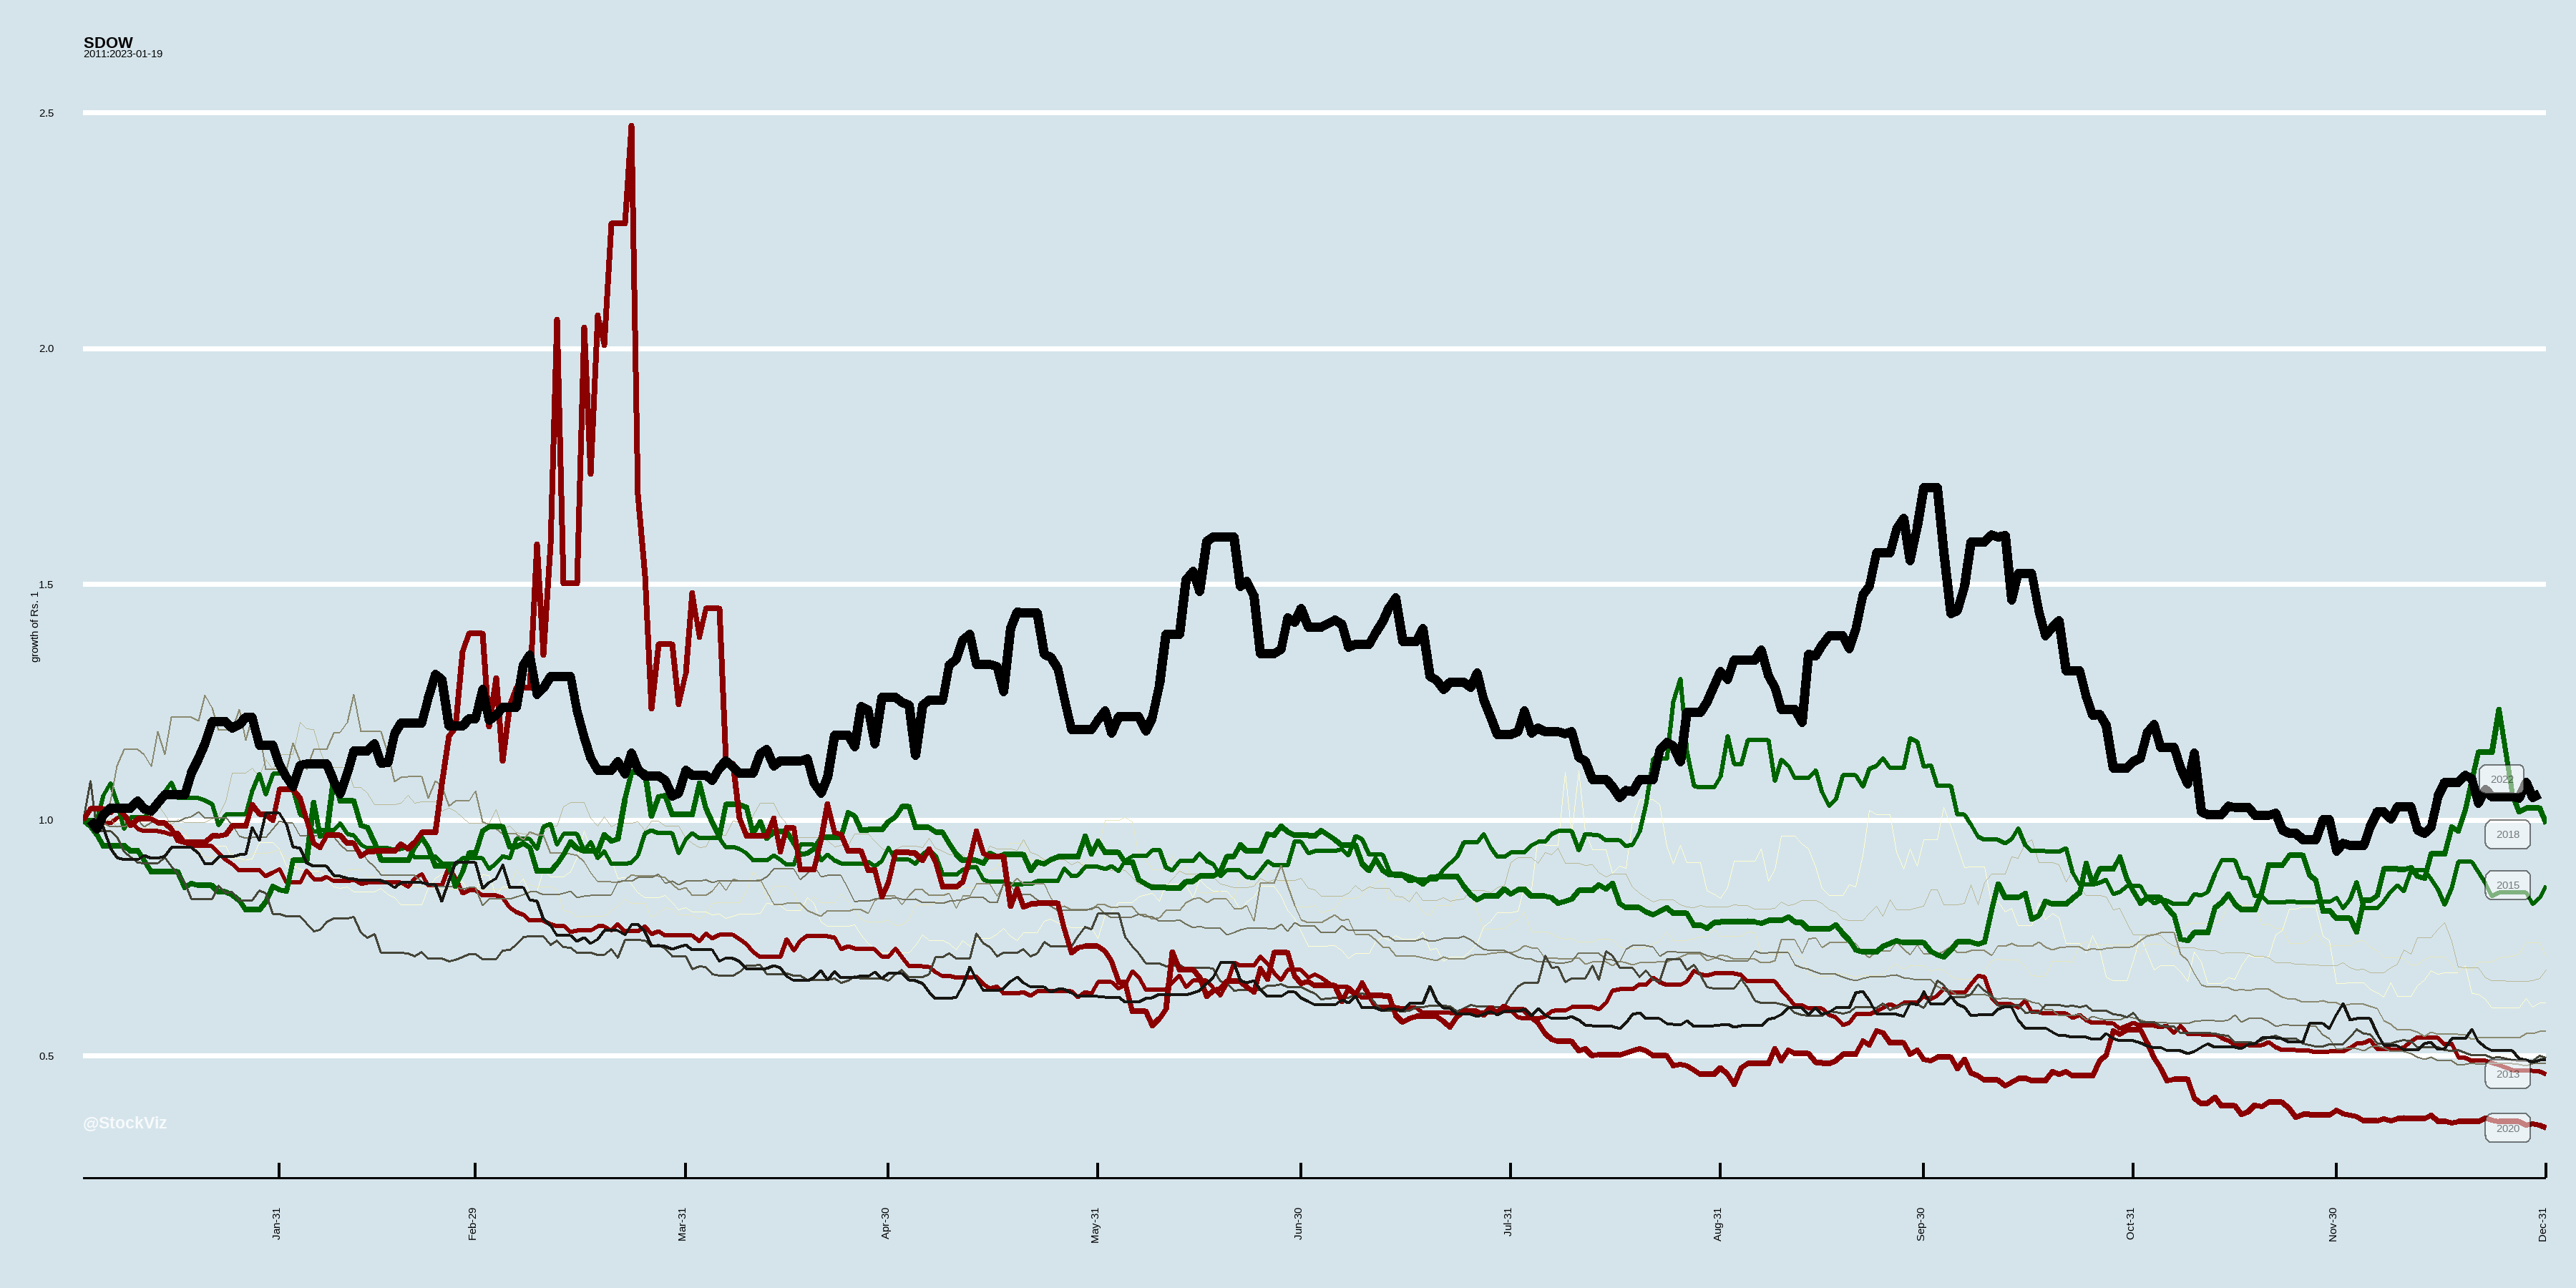 SDOW
2011:2023-01-19
growth of Rs. 1
2.5
2.0
1.5
1.0
0.5
2022
2018
2015
2013
2020
@StockViz
Jan-31
Feb-29
Mar-31
Apr-30
May-31
Jun-30
Jul-31
Aug-31
Sep-30
Oct-31
Nov-30
Dec-31